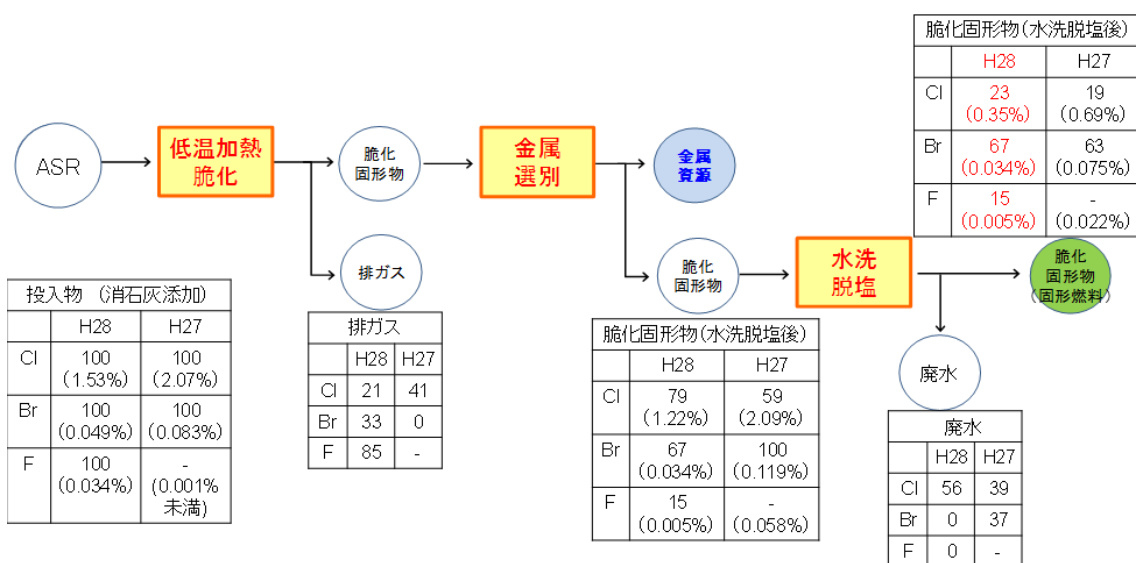 脆化固形物(水洗脱塩後)
H28 H27
Cl 23 19
(0.35%) (0.69%)
Br 67 63
(0.034%) (0.075%)
F 15 -
(0.005%) (0.022%)
ASR
低温加熱
脆化
脆化
固形物
金属
選別
金属
資源
排ガス
脆化
固形物
水洗
脱塩
脆化
固形物
(固形燃料)
廃水
投入物 (消石灰添加)
H28 H27
Cl 100 100
(1.53%) (2.07%)
Br 100 100
(0.049%) (0.083%)
F 100 -
(0.034%) (0.001%
未満)
排ガス
H28 H27
Cl 21 41
Br 33 0
F 85 -
脆化固形物(水洗脱塩後)
H28 H27
Cl 79 59
(1.22%) (2.09%)
Br 67 100
(0.034%) (0.119%)
F 15 -
(0.005%) (0.058%)
廃水
H28 H27
Cl 56 39
Br 0 37
F 0 -